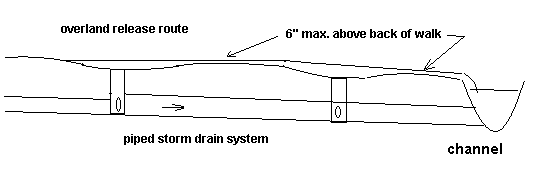 overland release route
6" max. above back of walk
piped storm drain system
channel